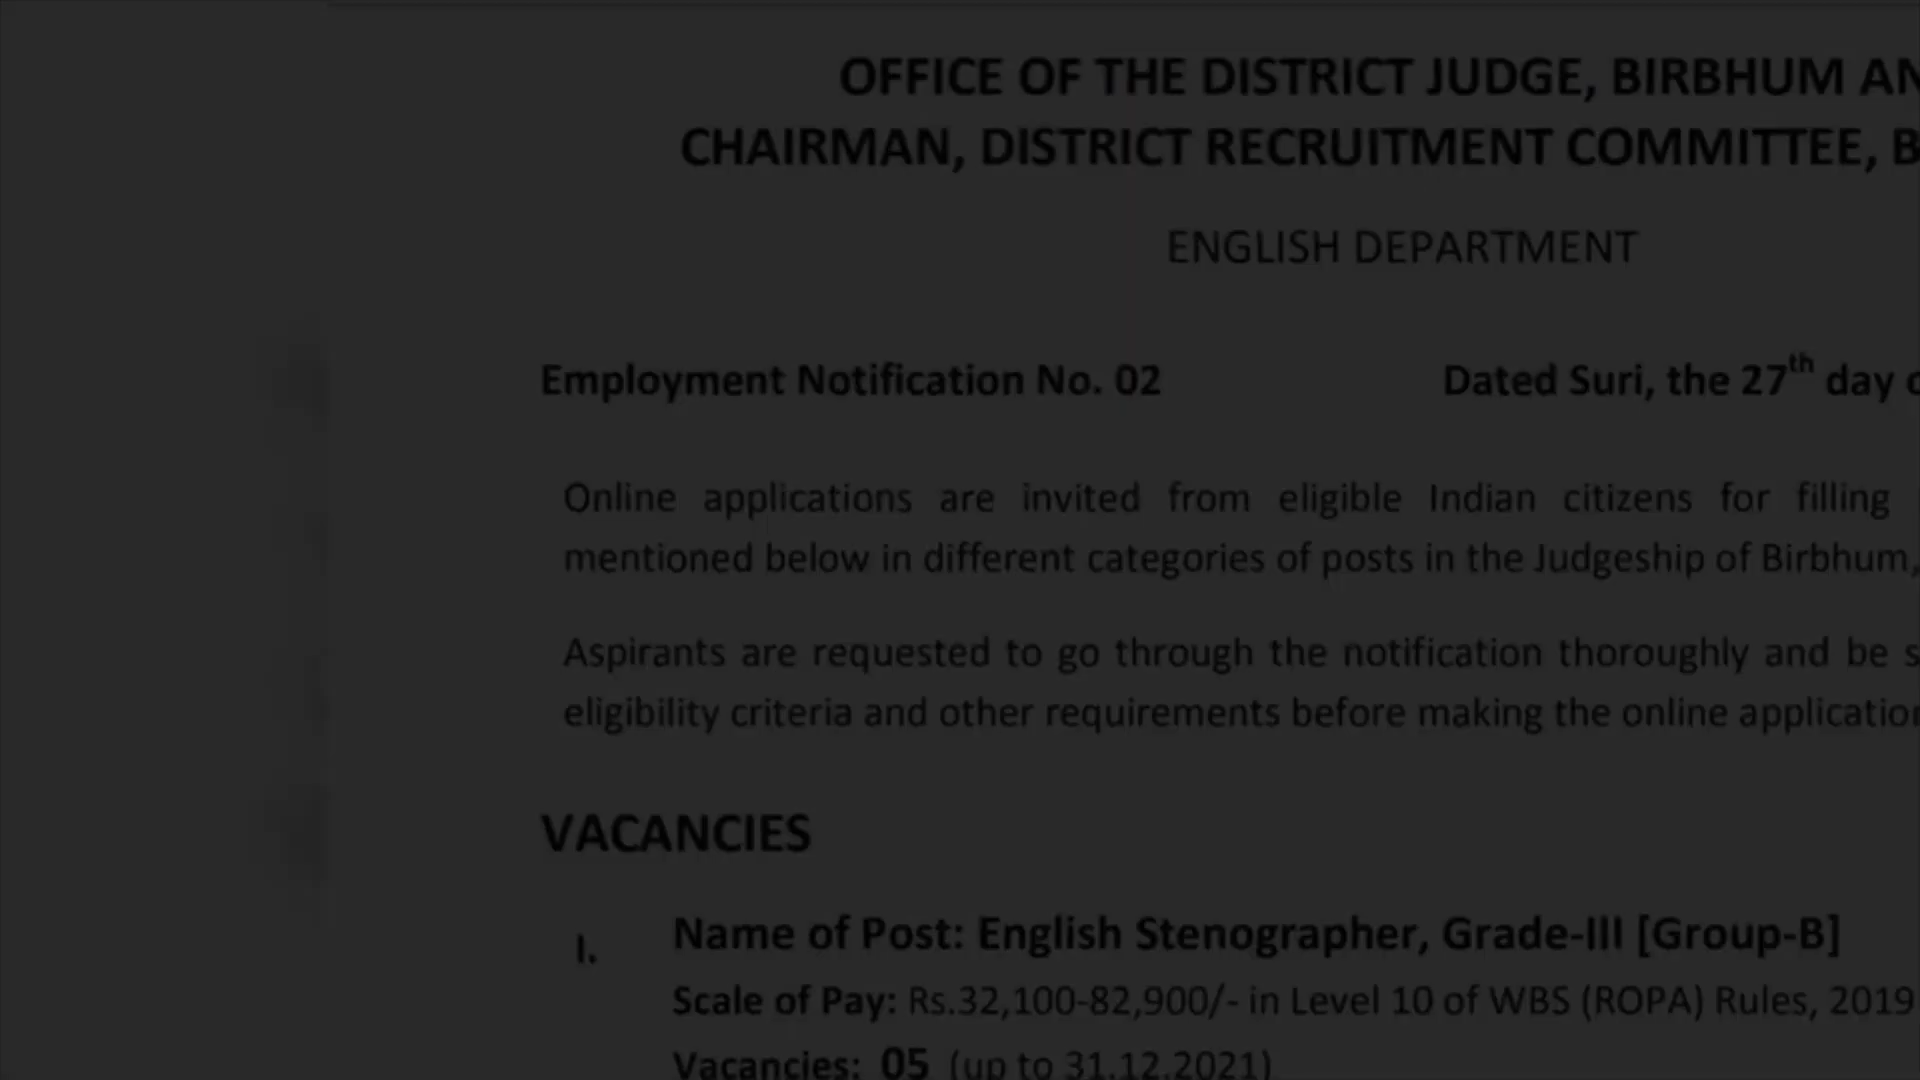 OFFICE OF THE DISTRICT JUDGE, BIRBHUM
CHAIRMAN, DISTRICT RECRUITMENT COMMITTEE,
ENGLISH DEPARTMENT
Employment Notification No. 02 Dated Suri, the 27th day
Online applications are invited from eligible Indian citizens for filling
mentioned below in different categories of posts in the Judgeship of Birbhum,
Aspirants are requested to go through the notification thoroughly and be
eligibility criteria and other requirements before making the online
VACANCIES
I. Name of Post: English Stenographer, Grade-III [Group-B]
Scale of Pay: Rs.32,100-82,900/- in Level 10 of WBS (ROPA) Rules, 2019
Vacancies: 05 (up to 31.12.2021)